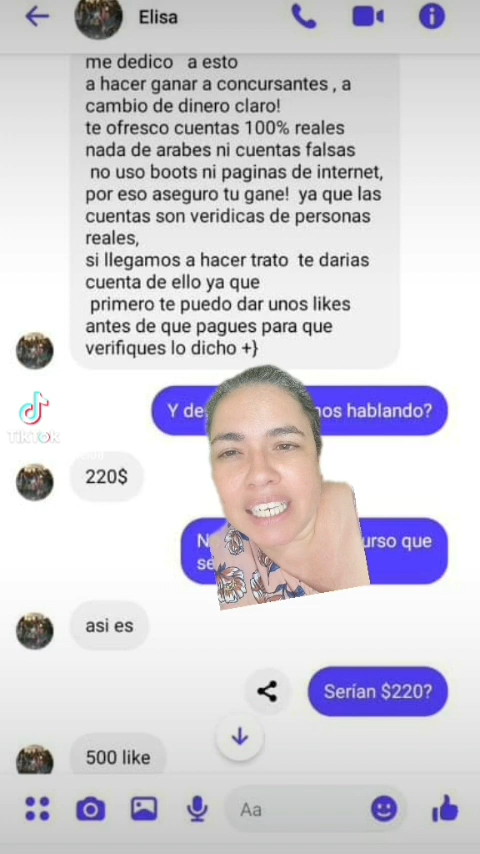 Elisa
me dedico a esto
a hacer ganar a concursantes , a
cambio de dinero claro!
te ofresco cuentas 100% reales
nada de arabes ni cuentas falsas
no uso boots ni paginas de internet,
por eso aseguro tu gane! ya que las
cuentas son veridicas de personas
reales,
si llegamos a hacer trato te darias
cuenta de ello ya que
primero te puedo dar unos likes
antes de que pagues para que
verifiques lo dicho +}
Y de hablando?
TikTok
220$
que
asi es
Serían $220?
500 like
Aa